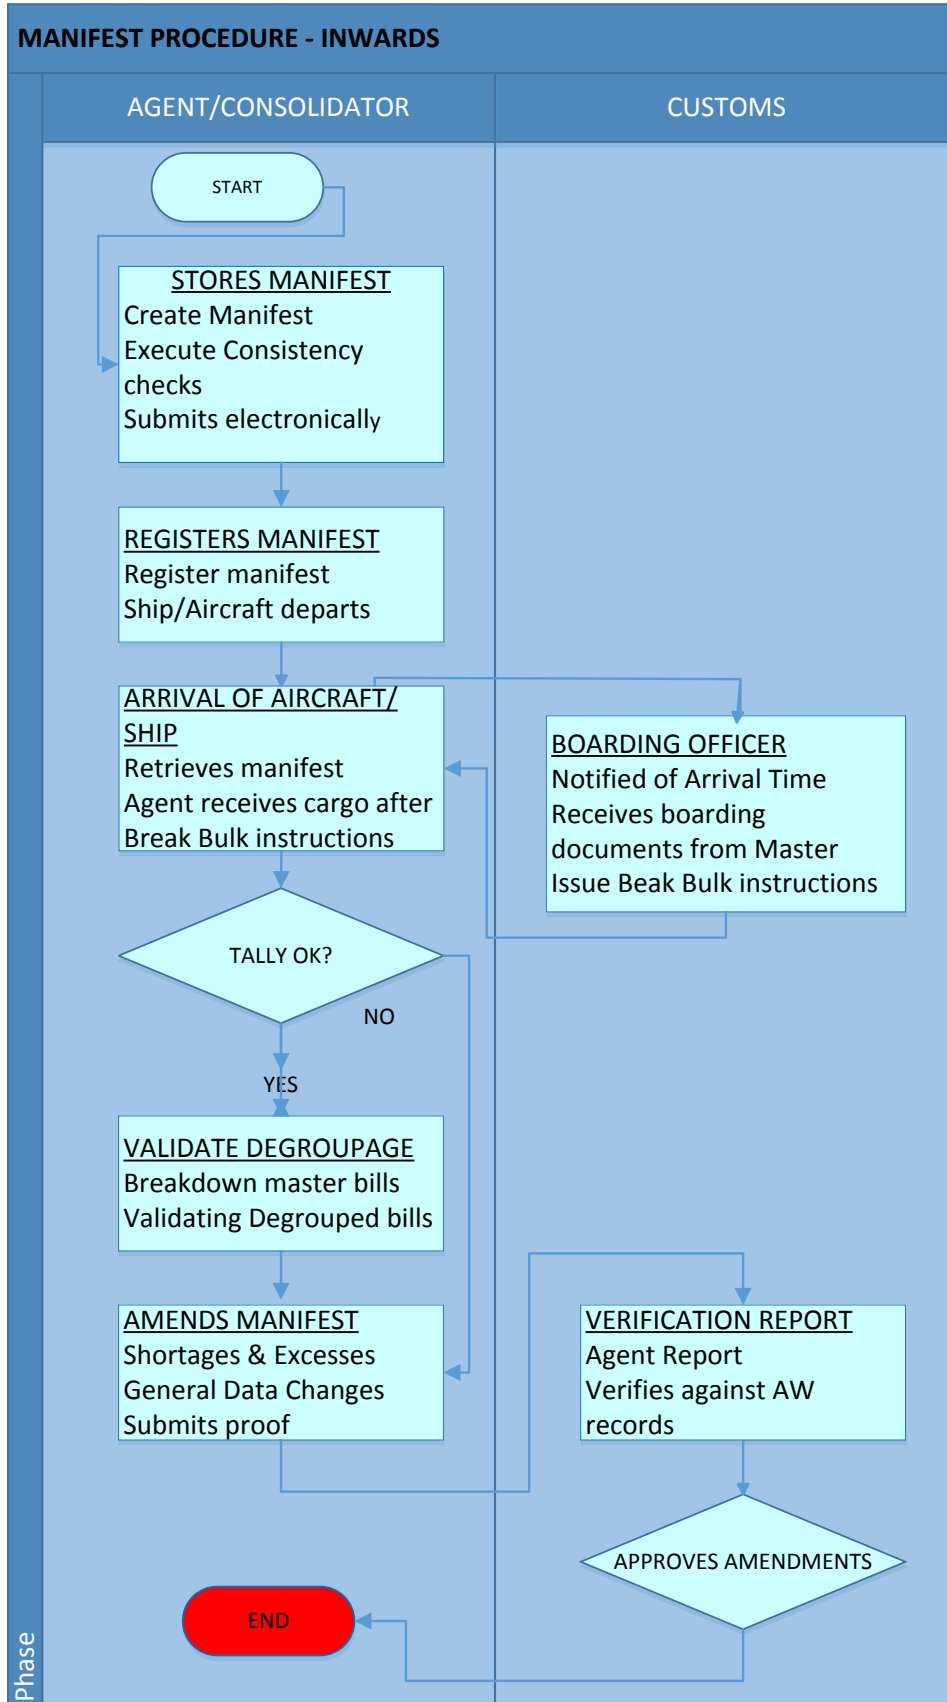 MANIFEST PROCEDURE - INWARDS
AGENT/CONSOLIDATOR
CUSTOMS
START
STORES MANIFEST
Create Manifest
Execute Consistency
checks
Submits electronically
REGISTERS MANIFEST
Register manifest
Ship/Aircraft departs
ARRIVAL OF AIRCRAFT/
SHIP
Retrieves manifest
Agent receives cargo after
Break Bulk instructions
BOARDING OFFICER
Notified of Arrival Time
Receives boarding
documents from Master
Issue Beak Bulk instructions
TALLY OK?
NO
YES
VALIDATE DEGROUPAGE
Breakdown master bills
Validating Degrouped bills
AMENDS MANIFEST
Shortages & Excesses
General Data Changes
Submits proof
VERIFICATION REPORT
Agent Report
Verifies against AW
records
APPROVES AMENDMENTS
END
Phase